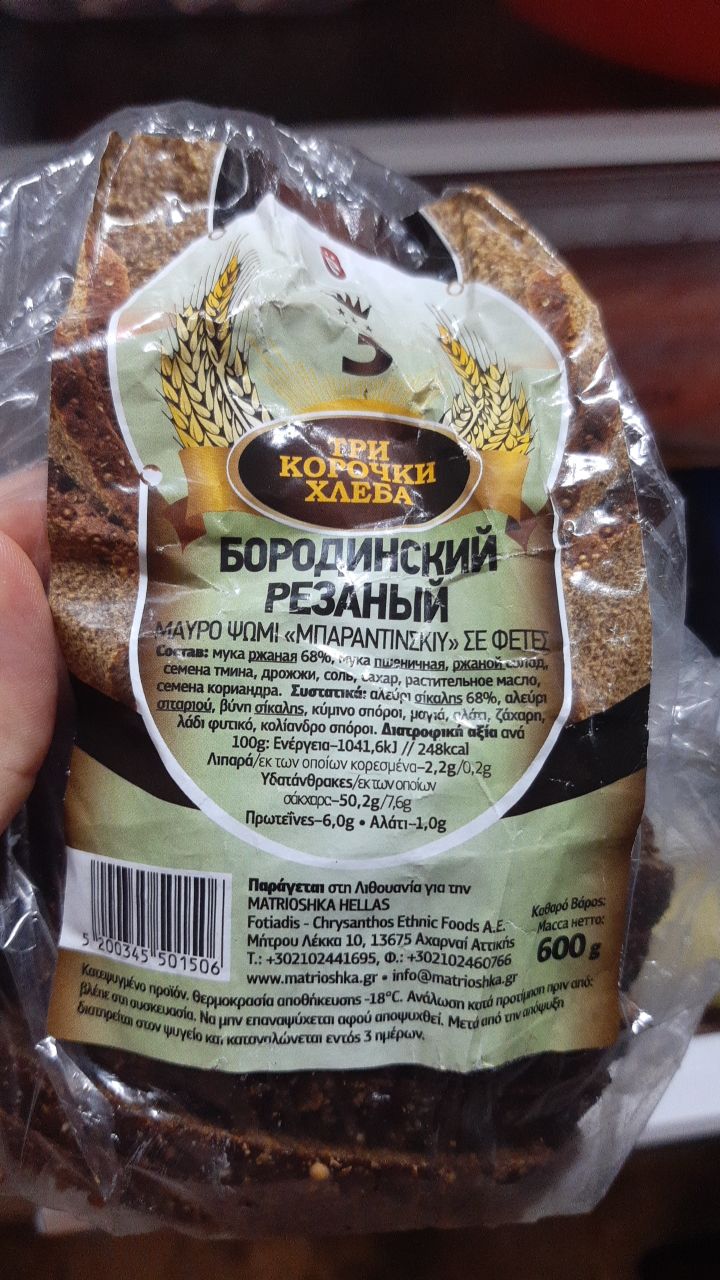 3
ТРИ
КОРОЧКИ
ХЛЕБА
БОРОДИНСКИЙ
РЕЗАНЫЙ
ΜΑΥΡΟ ΨΩΜΙ «ΜΠΑΡΑΝΤΙΝΣΚΙΥ» ΣΕ ΦΕΤΕΣ
Состав: мука ржаная 68%, мука пшеничная, ржаной солод,
семена тмина, дрожжи, соль, сахар, растительное масло,
семена кориандра. Συστατικά: αλεύρι σίκαλης 68%, αλεύρι
σιταριού, βύνη σίκαλης, κύμινο σπόροι, μαγιά, αλάτι, ζάχαρη,
λάδι φυτικό, κολίανδρο σπόροι. Διατροφική αξία ανά
100g: Ενέργεια–1041,6kJ // 248kcal
Λιπαρά/εκ των οποίων κορεσμένα–2,2g/0,2g
Υδατάνθρακες/εκ των οποίων
σάκχαρα–50,2g/7,6g
Πρωτεΐνες–6,0g • Αλάτι–1,0g
Παράγεται στη Λιθουανία για την
MATRIOSHKA HELLAS
Fotiadis - Chrysanthos Ethnic Foods A.E.
Μήτρου Λέκκα 10, 13675 Αχαρναί Αττικής
Τ.: +302102441695, Φ.: +302102460766
www.matrioshka.gr • info@matrioshka.gr
Καθαρό Βάρος:
Масса нетто:
600 g
5 200345 501506
Κατεψυγμένο προϊόν. Θερμοκρασία αποθήκευσης -18°C. Ανάλωση κατά προτίμηση πριν από:
βλέπε στη συσκευασία. Να μην επαναψύχεται αφού αποψυχθεί. Μετά από την απόψυξη
διατηρείται στον ψυγείο και καταναλώνεται εντός 3 ημέρων.